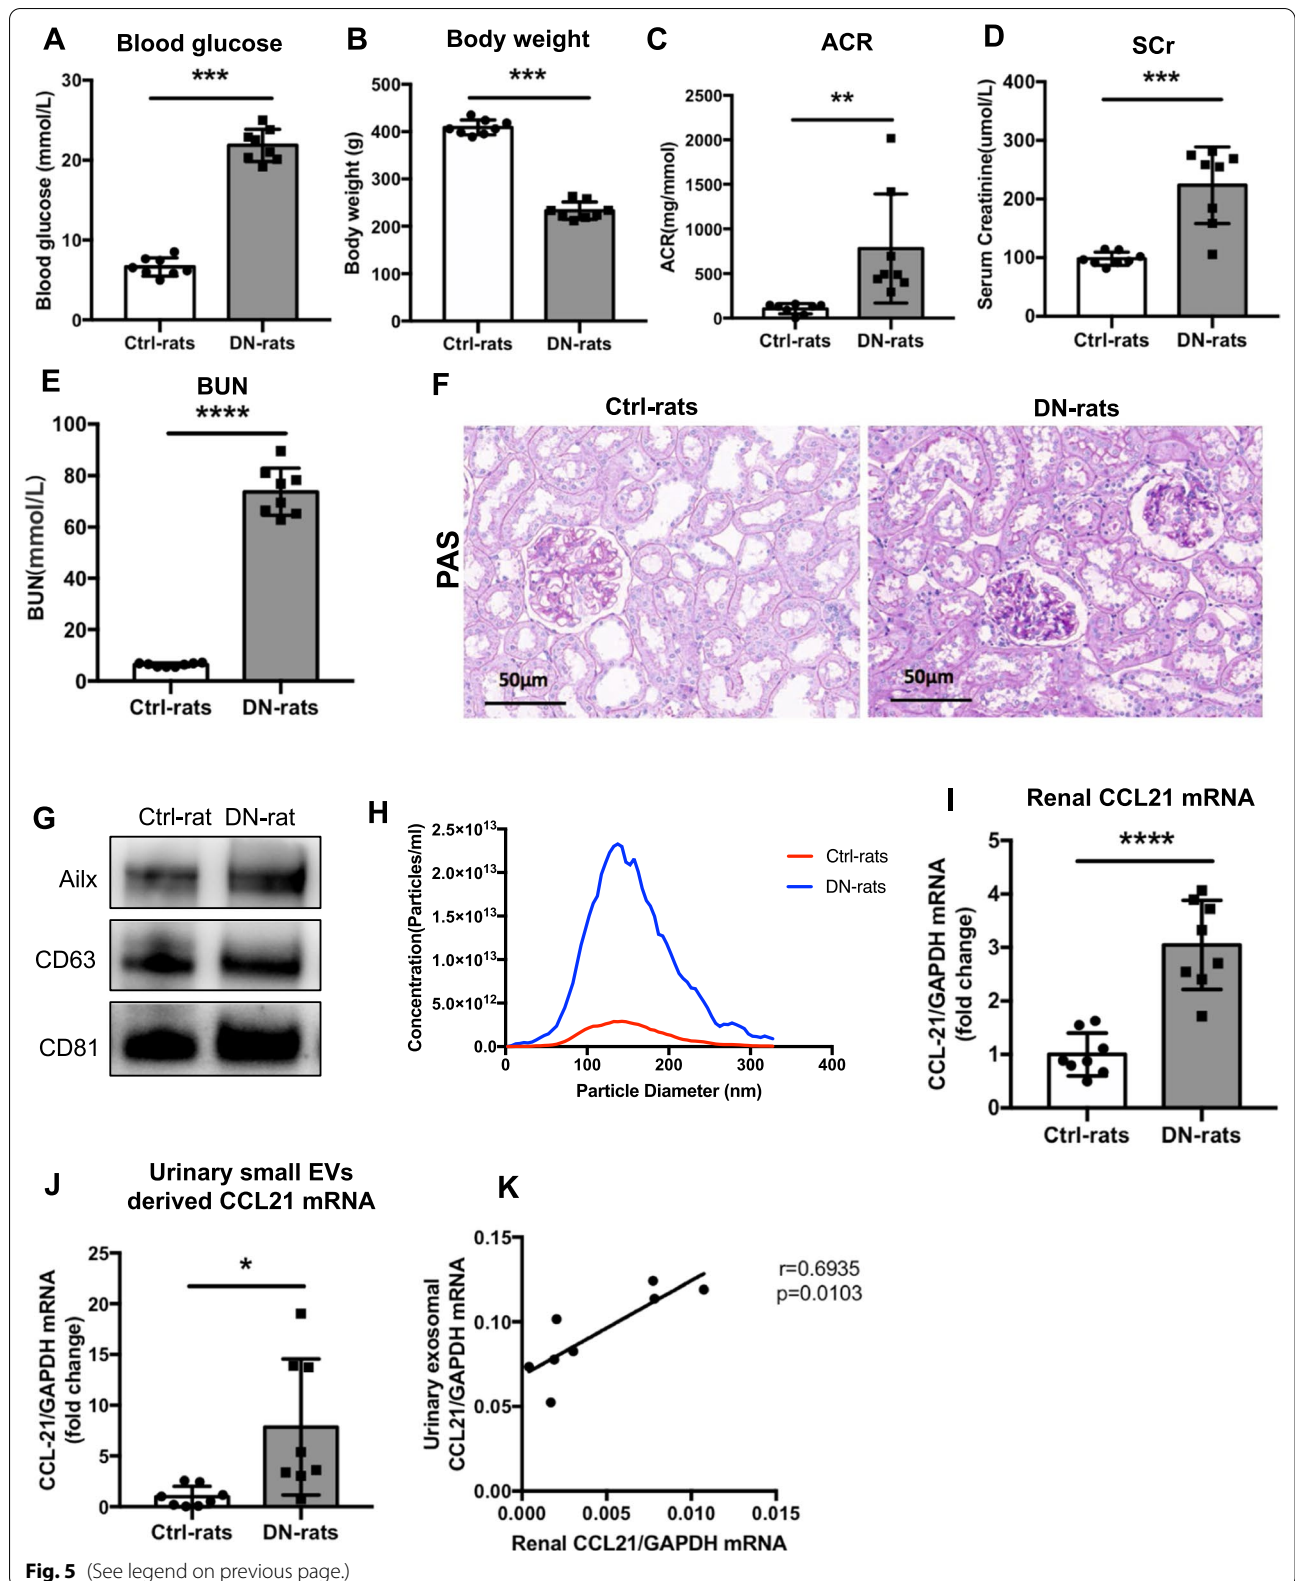 A Blood glucose
***
Blood glucose (mmol/L)
30
20
10
0
Ctrl-rats DN-rats
B Body weight
***
Body weight (g)
500
400
300
200
100
0
Ctrl-rats DN-rats
C ACR
**
ACR(mg/mmol)
2500
2000
1500
1000
500
0
Ctrl-rats DN-rats
D SCr
***
Serum Creatinine(umol/L)
400
300
200
100
0
Ctrl-rats DN-rats
E BUN
****
BUN(mmol/L)
100
80
60
40
20
0
Ctrl-rats DN-rats
F
Ctrl-rats DN-rats
PAS
50μm 50μm
G Ctrl-rat DN-rat
Ailx
CD63
CD81
H
Concentration(Particles/ml)
2.5×10¹³
2.0×10¹³
1.5×10¹³
1.0×10¹³
5.0×10¹²
0.0
0 100 200 300 400
Particle Diameter (nm)
Ctrl-rats
DN-rats
I Renal CCL21 mRNA
****
CCL-21/GAPDH mRNA
(fold change)
5
4
3
2
1
0
Ctrl-rats DN-rats
J Urinary small EVs
derived CCL21 mRNA
*
CCL-21/GAPDH mRNA
(fold change)
25
20
15
10
5
0
Ctrl-rats DN-rats
K
Urinary exosomal
CCL21/GAPDH mRNA
0.15
0.10
0.05
0.00
0.000 0.005 0.010 0.015
Renal CCL21/GAPDH mRNA
r=0.6935
p=0.0103
Fig. 5 (See legend on previous page.)